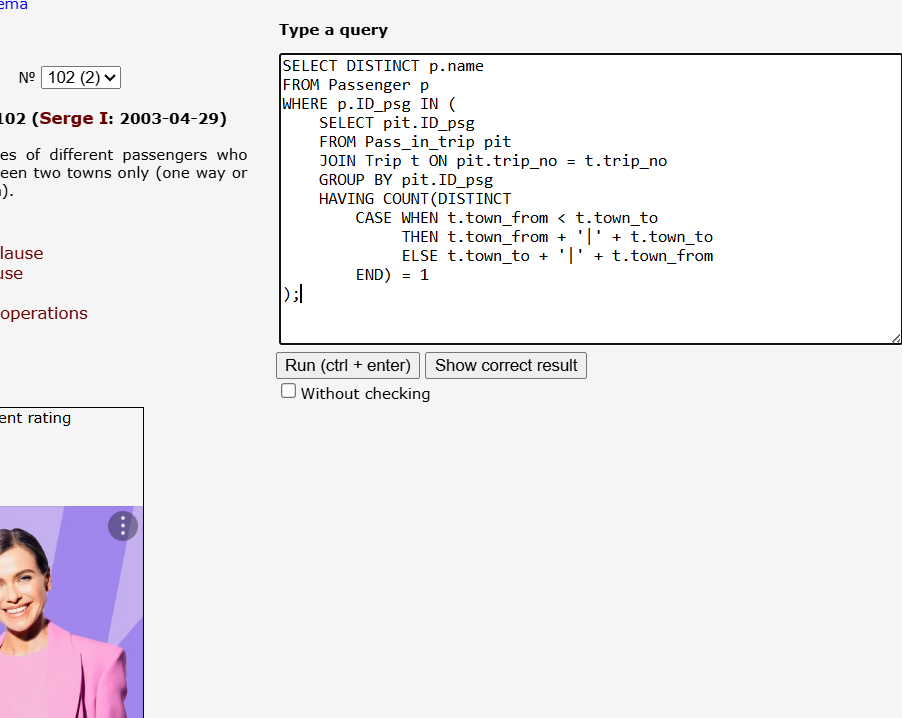 ema
Type a query
Nº 102 (2)
102 (Serge I: 2003-04-29)
es of different passengers who
een two towns only (one way or
).
lause
use
operations
ent rating
SELECT DISTINCT p.name
FROM Passenger p
WHERE p.ID_psg IN (
    SELECT pit.ID_psg
    FROM Pass_in_trip pit
    JOIN Trip t ON pit.trip_no = t.trip_no
    GROUP BY pit.ID_psg
    HAVING COUNT(DISTINCT
        CASE WHEN t.town_from < t.town_to
             THEN t.town_from + '|' + t.town_to
             ELSE t.town_to + '|' + t.town_from
        END) = 1
);
Run (ctrl + enter)
Show correct result
Without checking